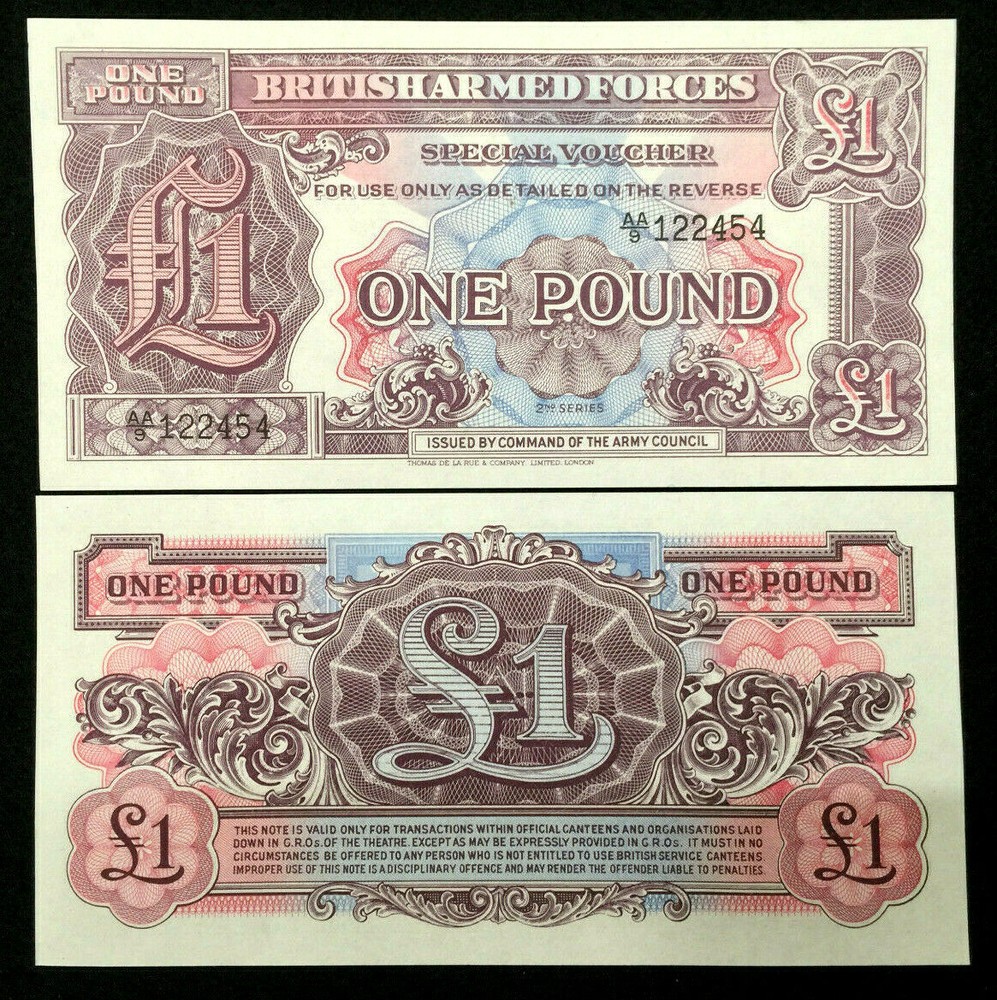 ONE POUND
BRITISH ARMED FORCES
£1
SPECIAL VOUCHER
FOR USE ONLY AS DETAILED ON THE REVERSE
AA/9 122454
£1
ONE POUND
£1
2ND SERIES
AA/9 122454
ISSUED BY COMMAND OF THE ARMY COUNCIL
THOMAS DE LA RUE & COMPANY, LIMITED, LONDON
ONE POUND
ONE POUND
£1
£1
£1
THIS NOTE IS VALID ONLY FOR TRANSACTIONS WITHIN OFFICIAL CANTEENS AND ORGANISATIONS LAID
DOWN IN G.R.Os. OF THE THEATRE. EXCEPT AS MAY BE EXPRESSLY PROVIDED IN G.R.Os. IT MUST IN NO
CIRCUMSTANCES BE OFFERED TO ANY PERSON WHO IS NOT ENTITLED TO USE BRITISH SERVICE CANTEENS.
IMPROPER USE OF THIS NOTE IS A DISCIPLINARY OFFENCE AND MAY RENDER THE OFFENDER LIABLE TO PENALTIES.